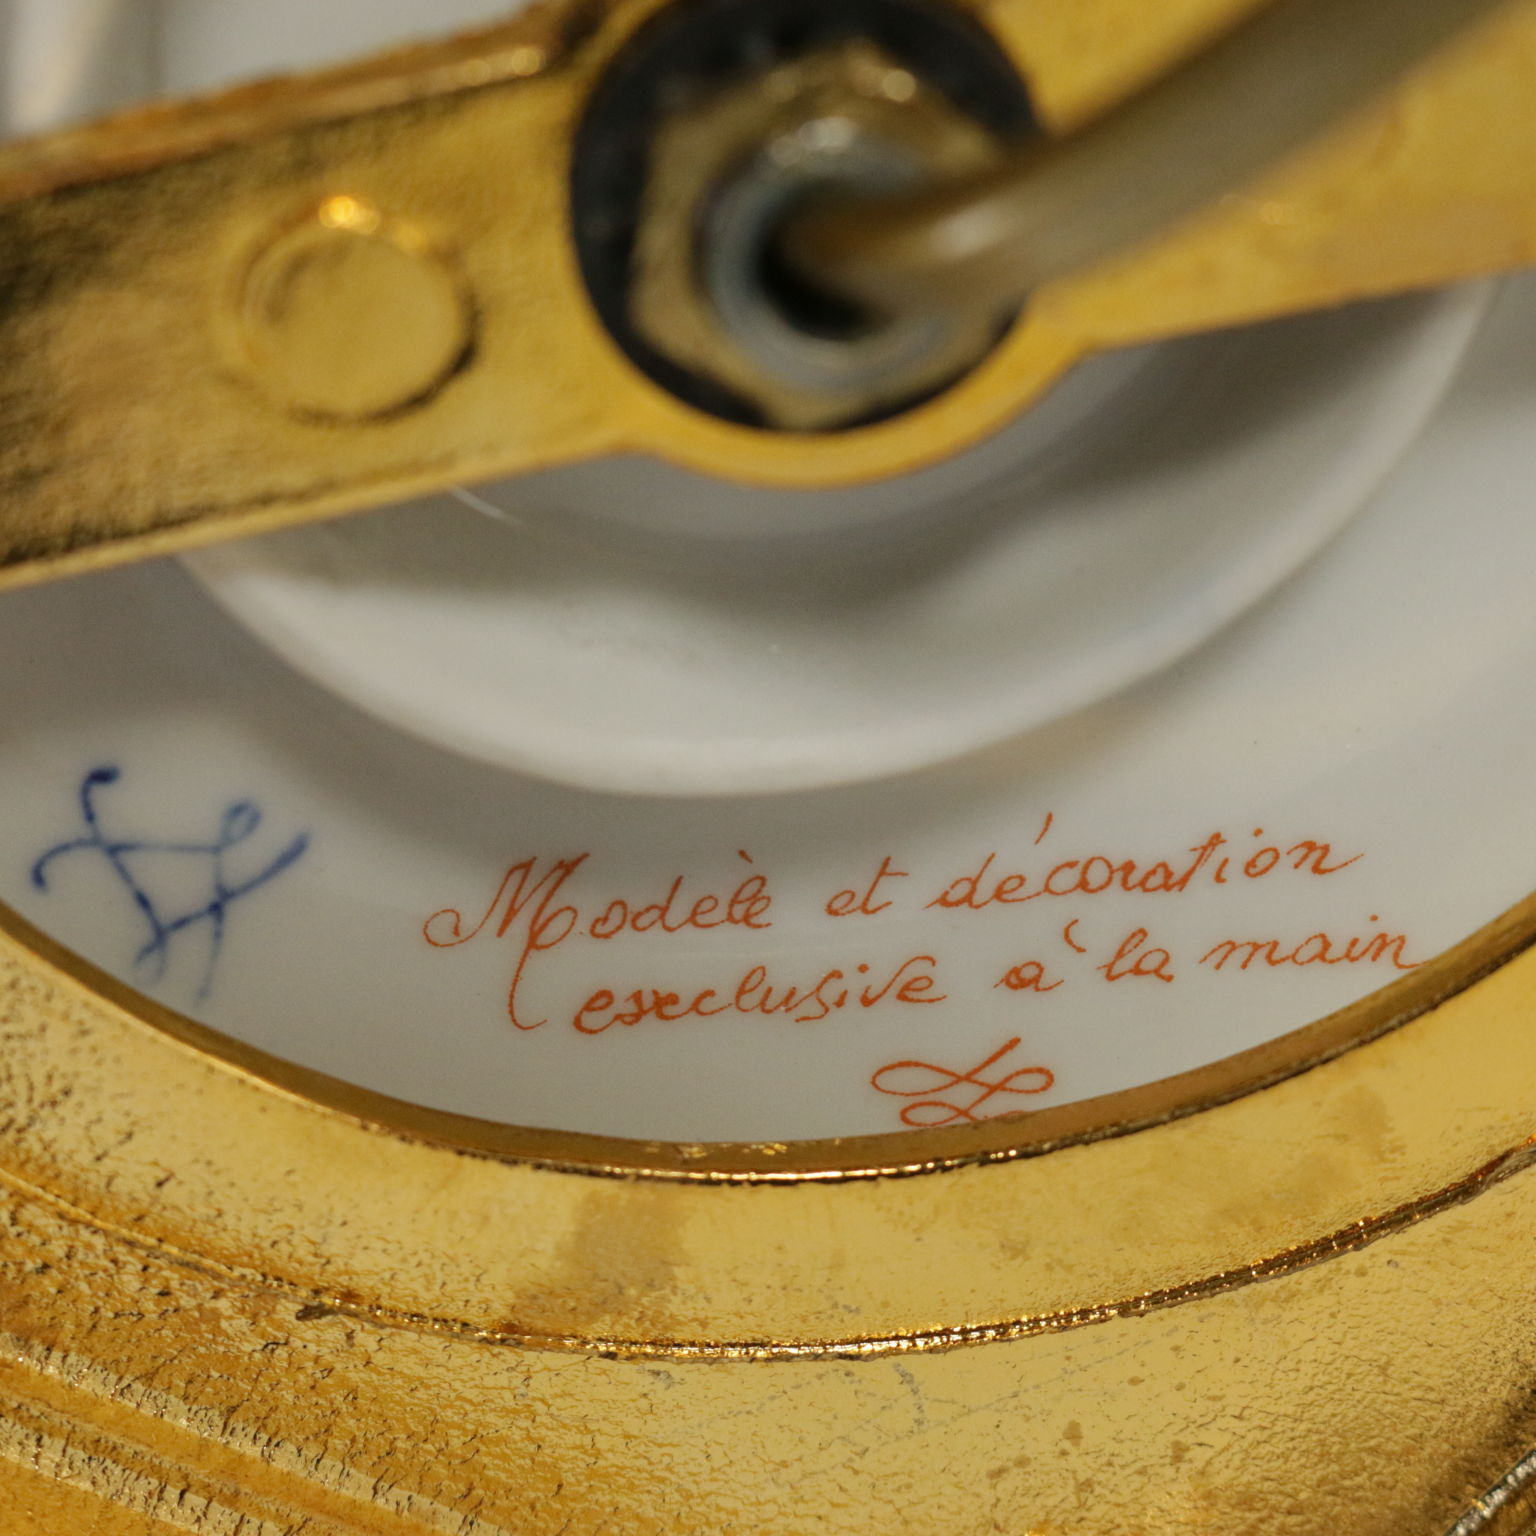 Modèle et décoration
exclusive à la main